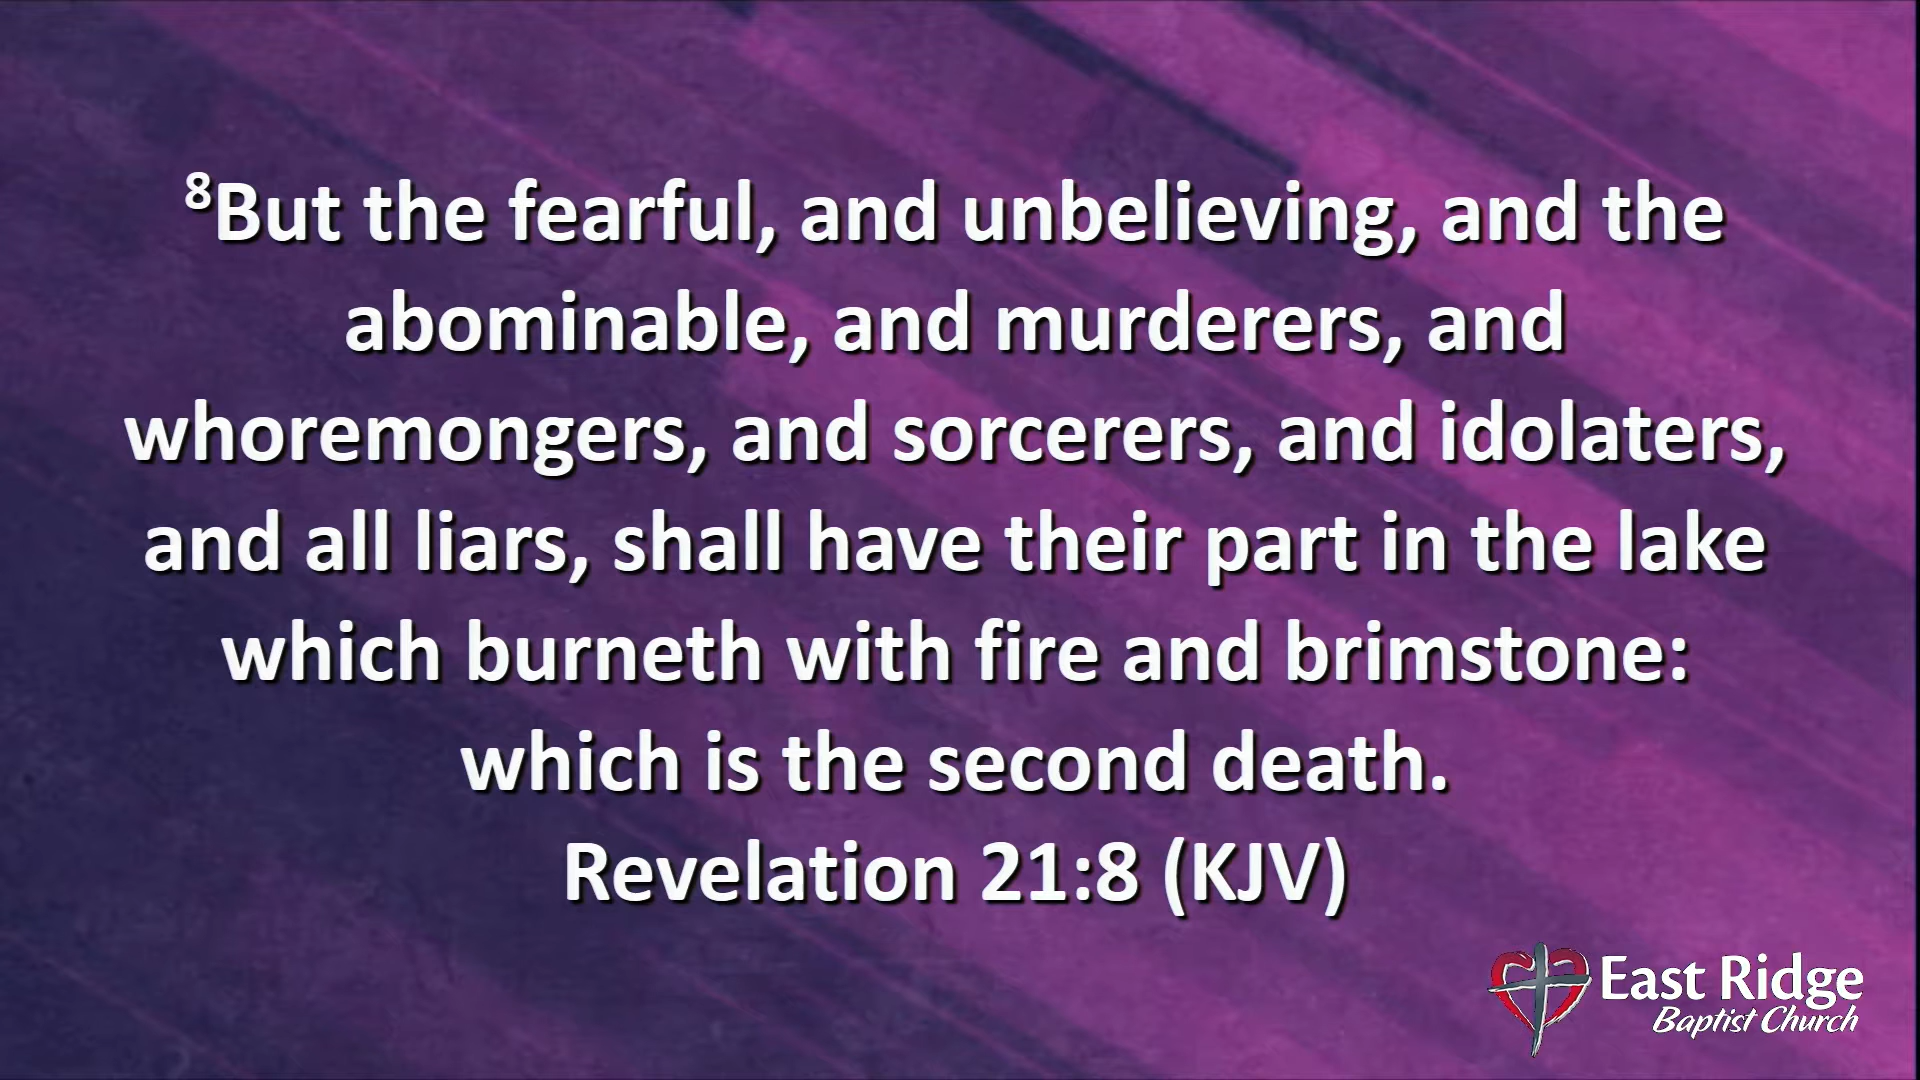 ⁸But the fearful, and unbelieving, and the
abominable, and murderers, and
whoremongers, and sorcerers, and idolaters,
and all liars, shall have their part in the lake
which burneth with fire and brimstone:
which is the second death.
Revelation 21:8 (KJV)
East Ridge
Baptist Church